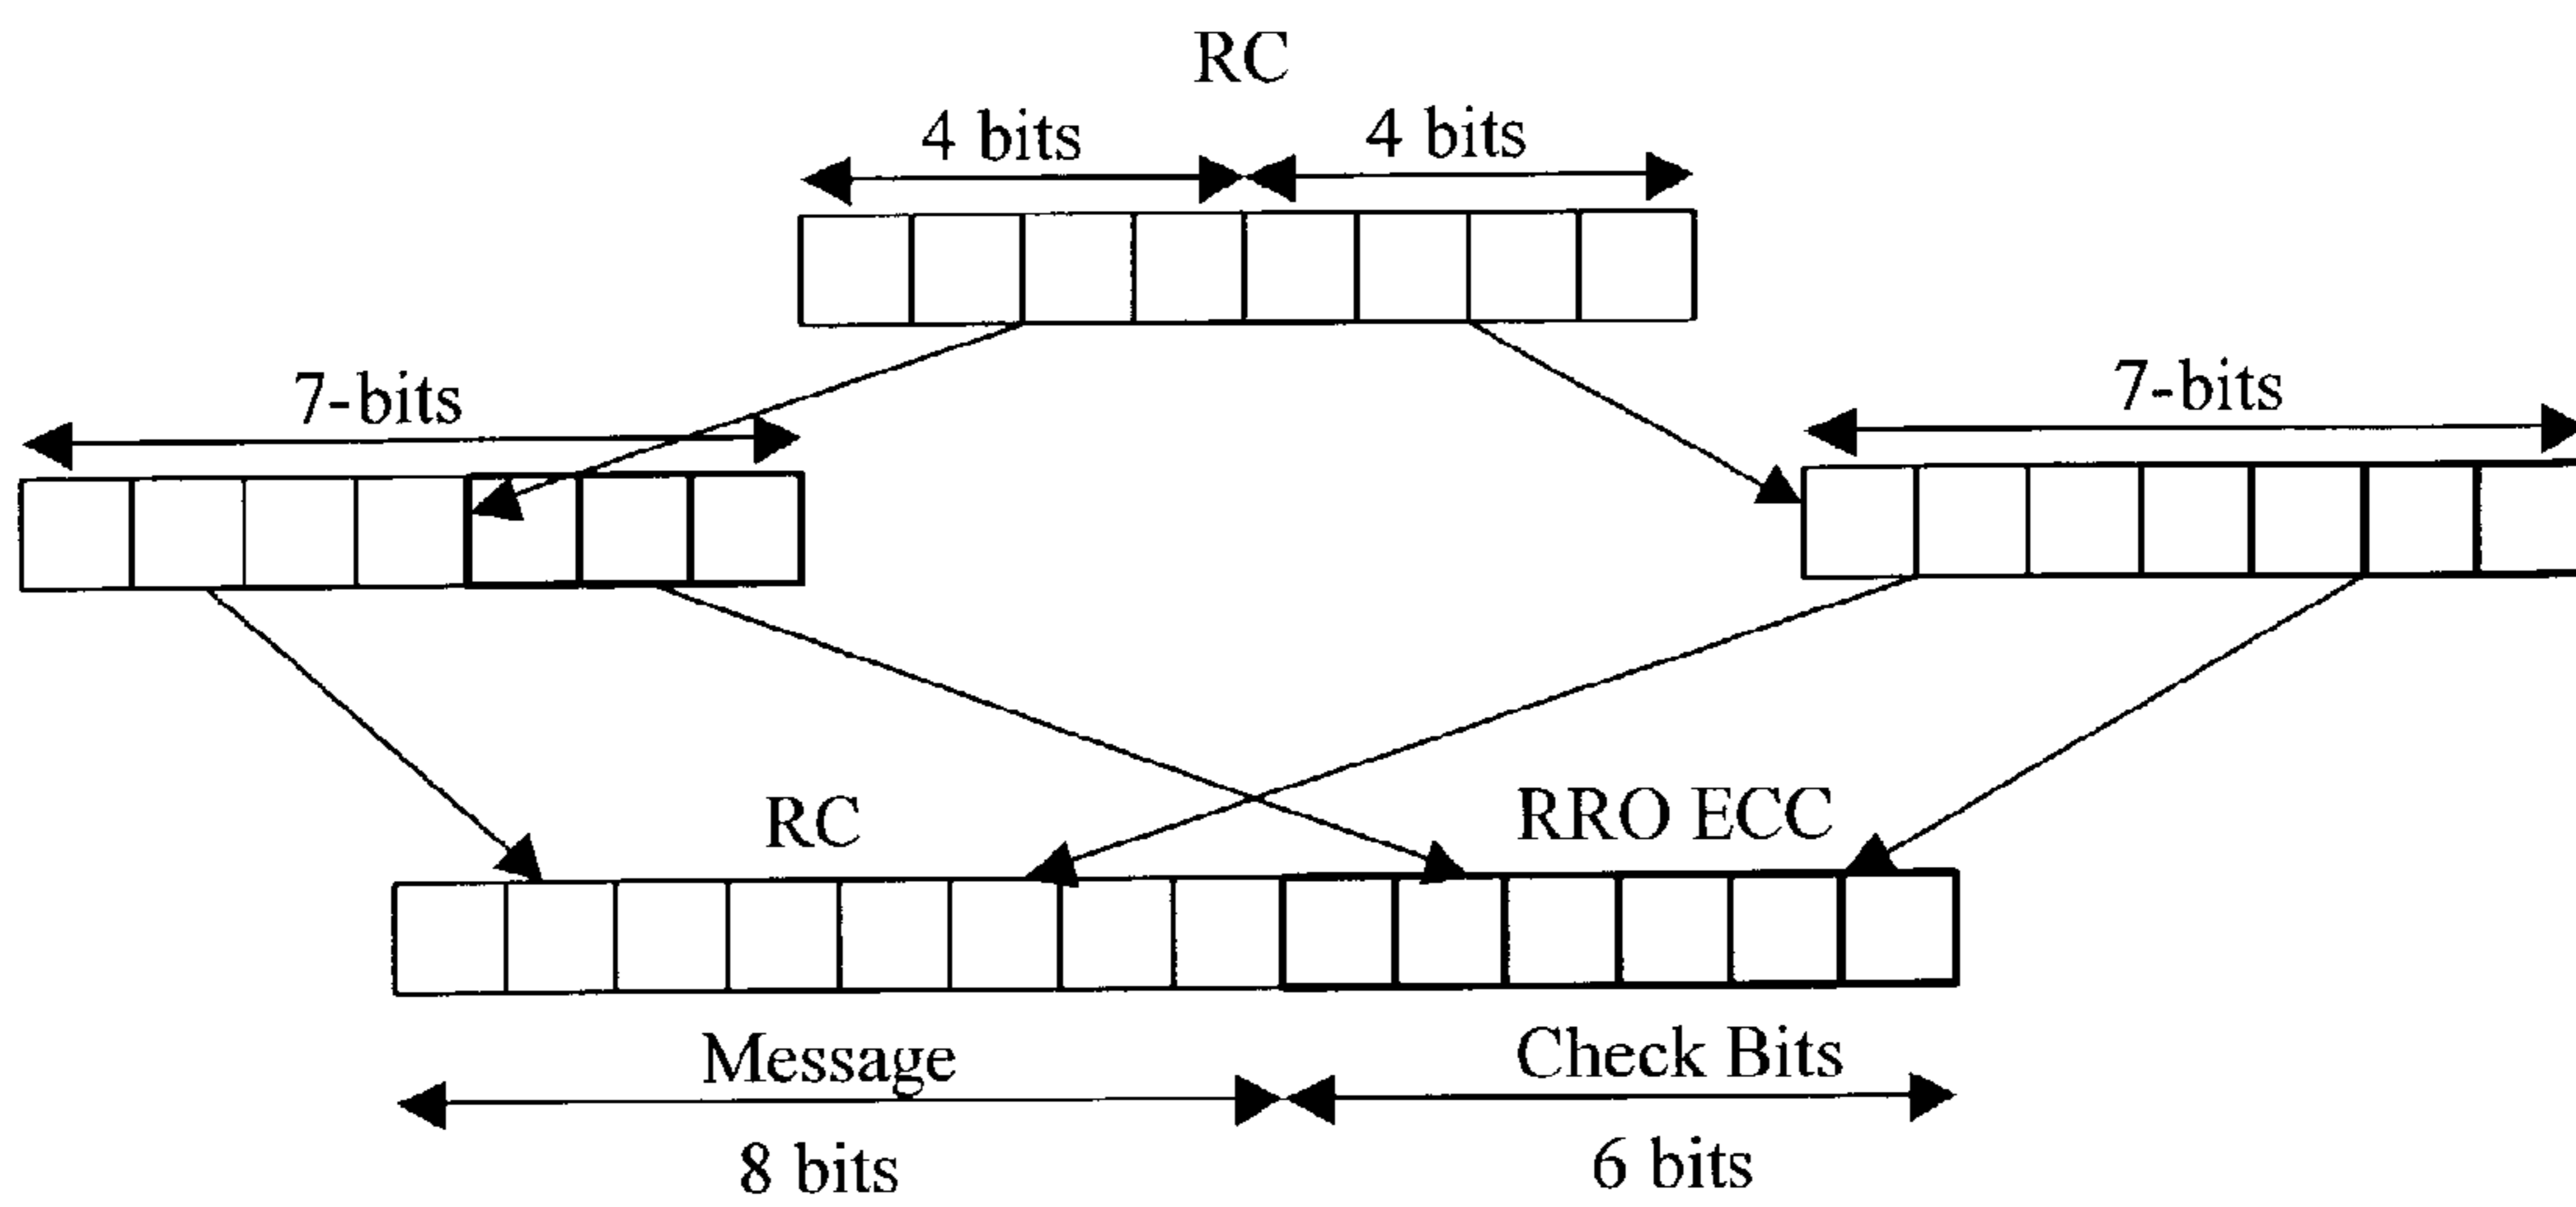 RC
4 bits
4 bits
7-bits
7-bits
RC
RRO ECC
Message
Check Bits
8 bits
6 bits